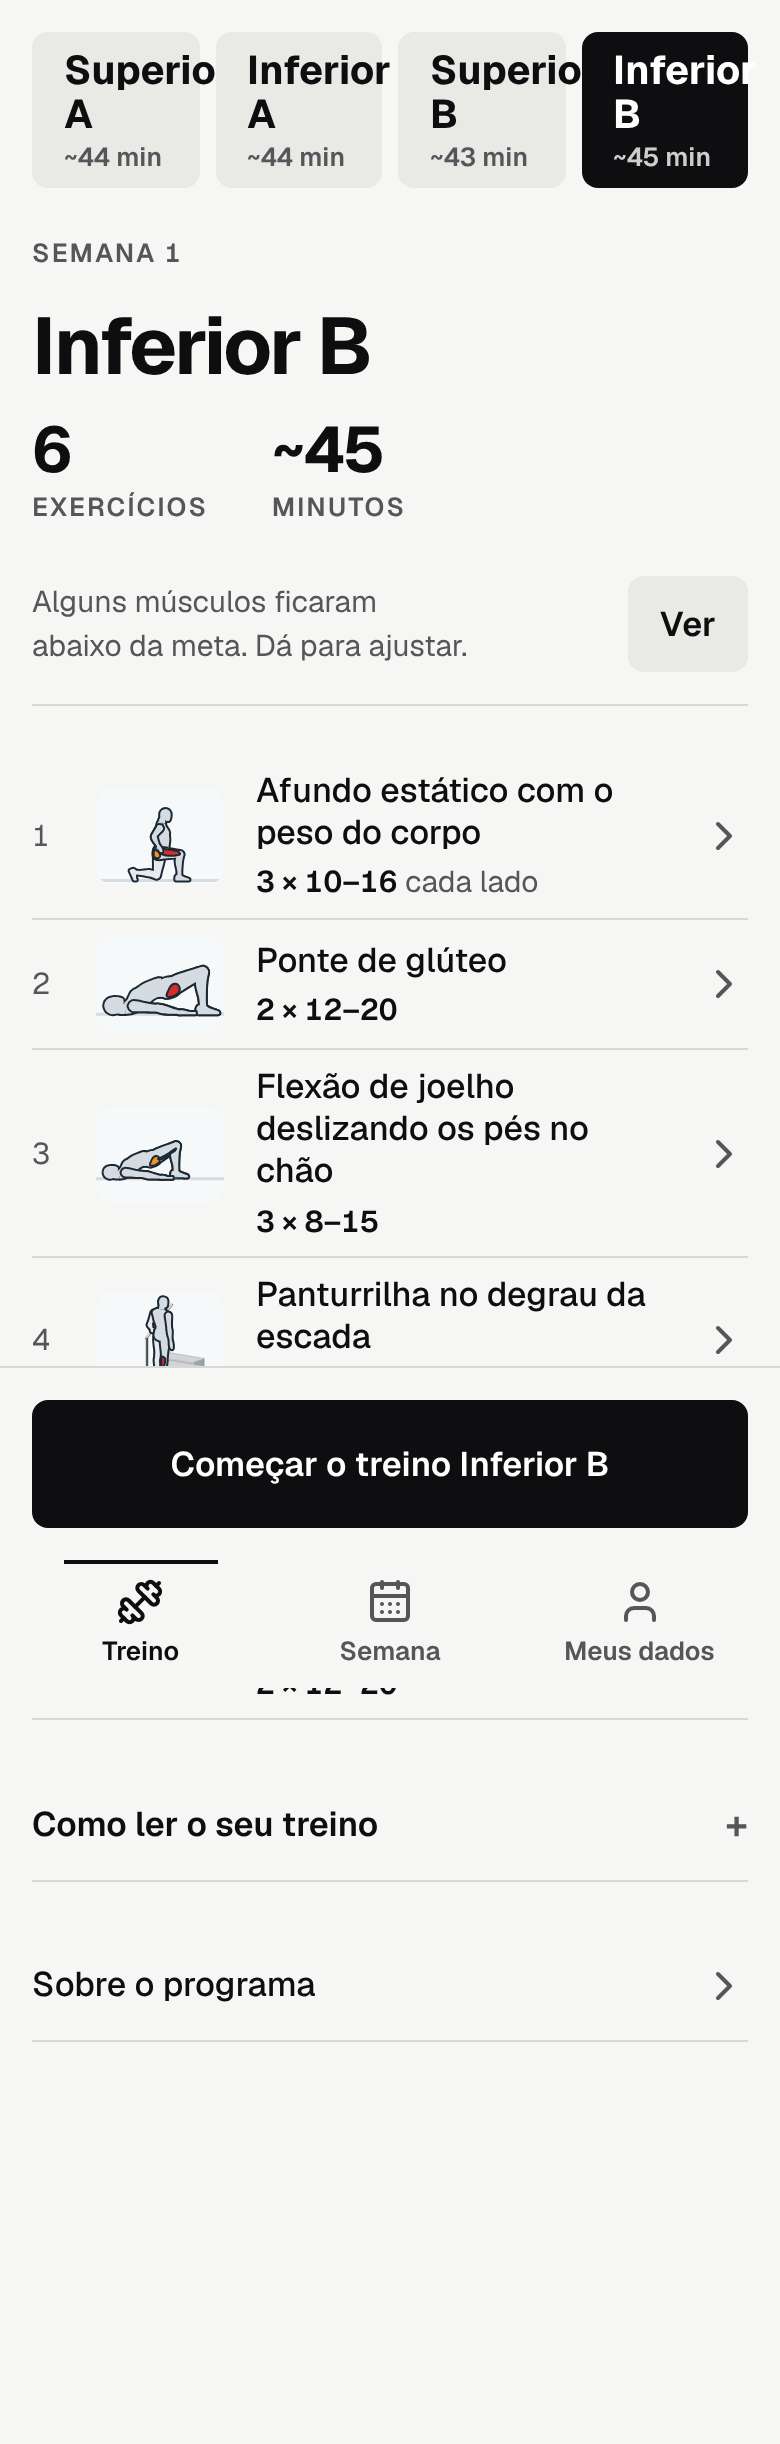 Superio
A
~44 min
Inferior
A
~44 min
Superio
B
~43 min
Inferior
B
~45 min
SEMANA 1
Inferior B
6
EXERCÍCIOS
~45
MINUTOS
Alguns músculos ficaram
abaixo da meta. Dá para ajustar.
Ver
1
Afundo estático com o
peso do corpo
3 × 10–16 cada lado
2
Ponte de glúteo
2 × 12–20
3
Flexão de joelho
deslizando os pés no
chão
3 × 8–15
4
Panturrilha no degrau da
escada
Começar o treino Inferior B
Treino
Semana
Meus dados
Como ler o seu treino
+
Sobre o programa